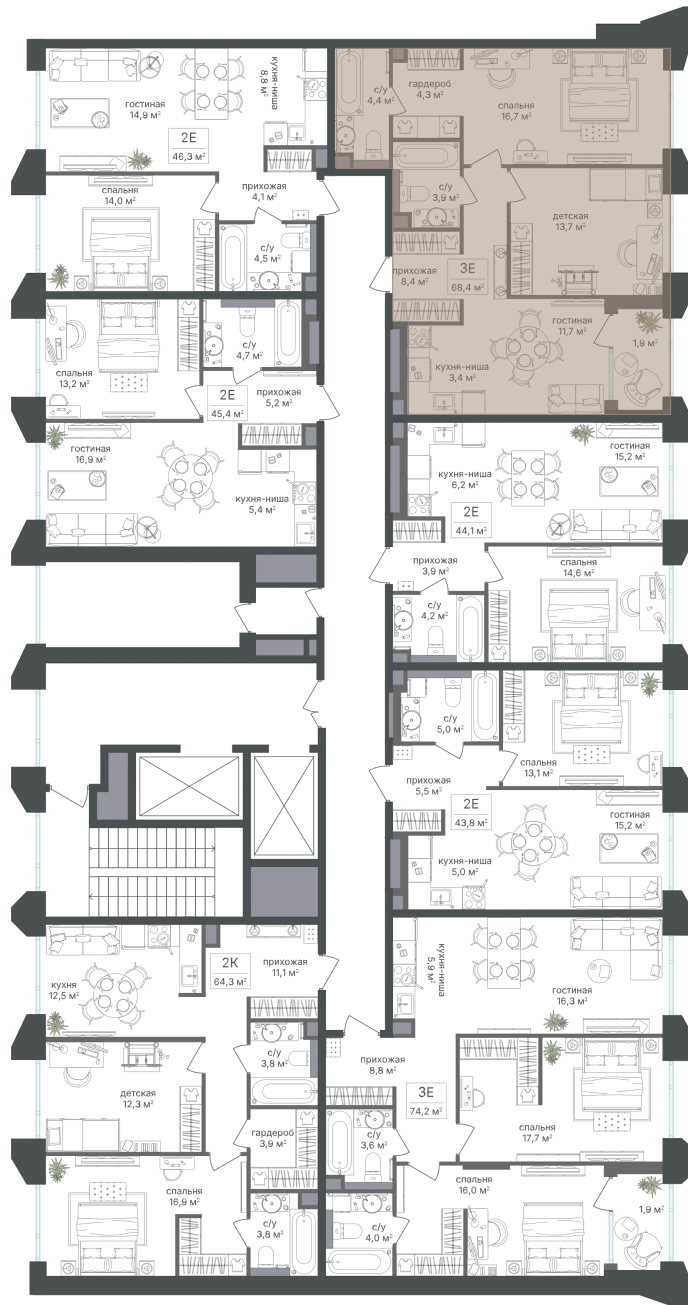 гостиная
14,9 м²
кухня-ниша
8,8 м²
2Е
46,3 м²
прихожая
4,1 м²
спальня
14,0 м²
с/у
4,5 м²
с/у
4,4 м²
гардероб
4,3 м²
спальня
16,7 м²
с/у
3,9 м²
детская
13,7 м²
прихожая
8,4 м²
3Е
68,4 м²
гостиная
11,7 м²
1,9 м²
кухня-ниша
3,4 м²
спальня
13,2 м²
с/у
4,7 м²
2Е
45,4 м²
прихожая
5,2 м²
гостиная
16,9 м²
кухня-ниша
5,4 м²
кухня-ниша
6,2 м²
гостиная
15,2 м²
2Е
44,1 м²
прихожая
3,9 м²
спальня
14,6 м²
с/у
4,2 м²
с/у
5,0 м²
спальня
13,1 м²
прихожая
5,5 м²
2Е
43,8 м²
гостиная
15,2 м²
кухня-ниша
5,0 м²
кухня
12,5 м²
2К
64,3 м²
прихожая
11,1 м²
с/у
3,8 м²
детская
12,3 м²
гардероб
3,9 м²
спальня
16,9 м²
с/у
3,8 м²
кухня-ниша
5,9 м²
гостиная
16,3 м²
прихожая
8,8 м²
3Е
74,2 м²
с/у
3,6 м²
спальня
17,7 м²
спальня
16,0 м²
с/у
4,0 м²
1,9 м²